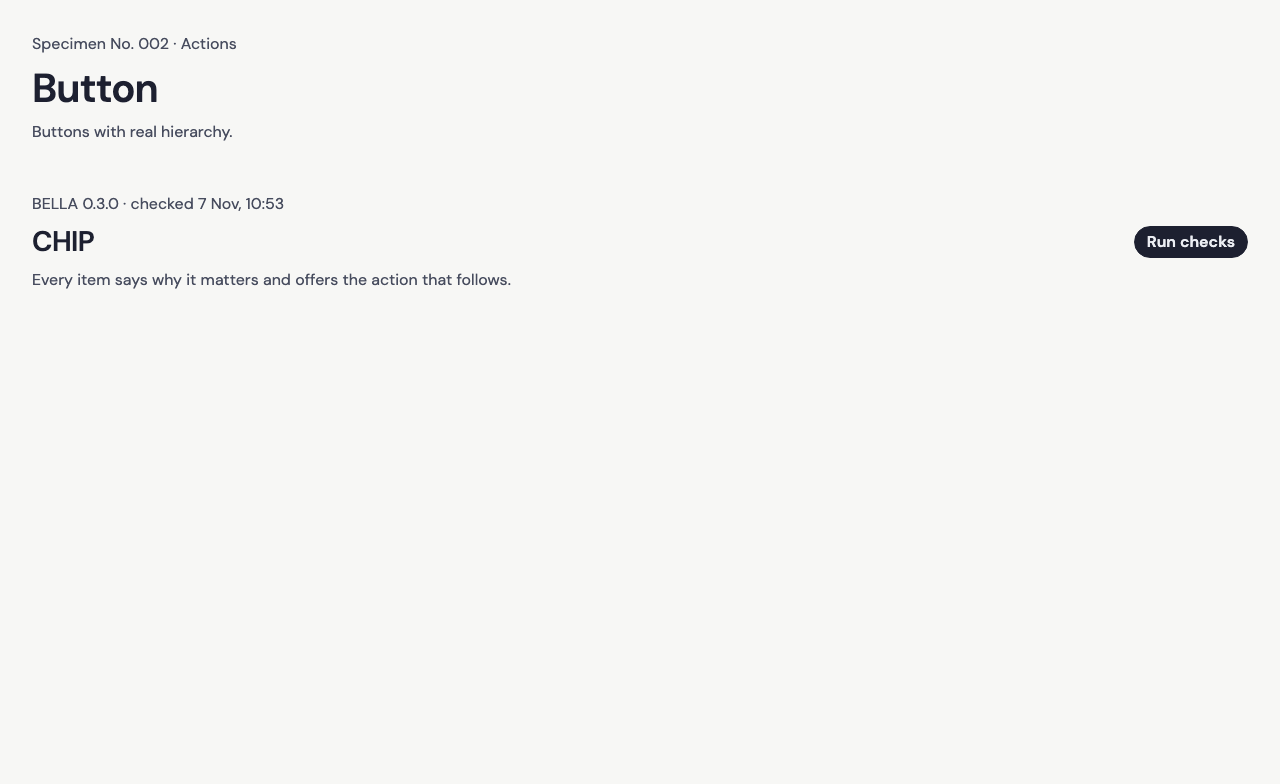 Specimen No. 002 · Actions
Button
Buttons with real hierarchy.
BELLA 0.3.0 · checked 7 Nov, 10:53
CHIP
Run checks
Every item says why it matters and offers the action that follows.